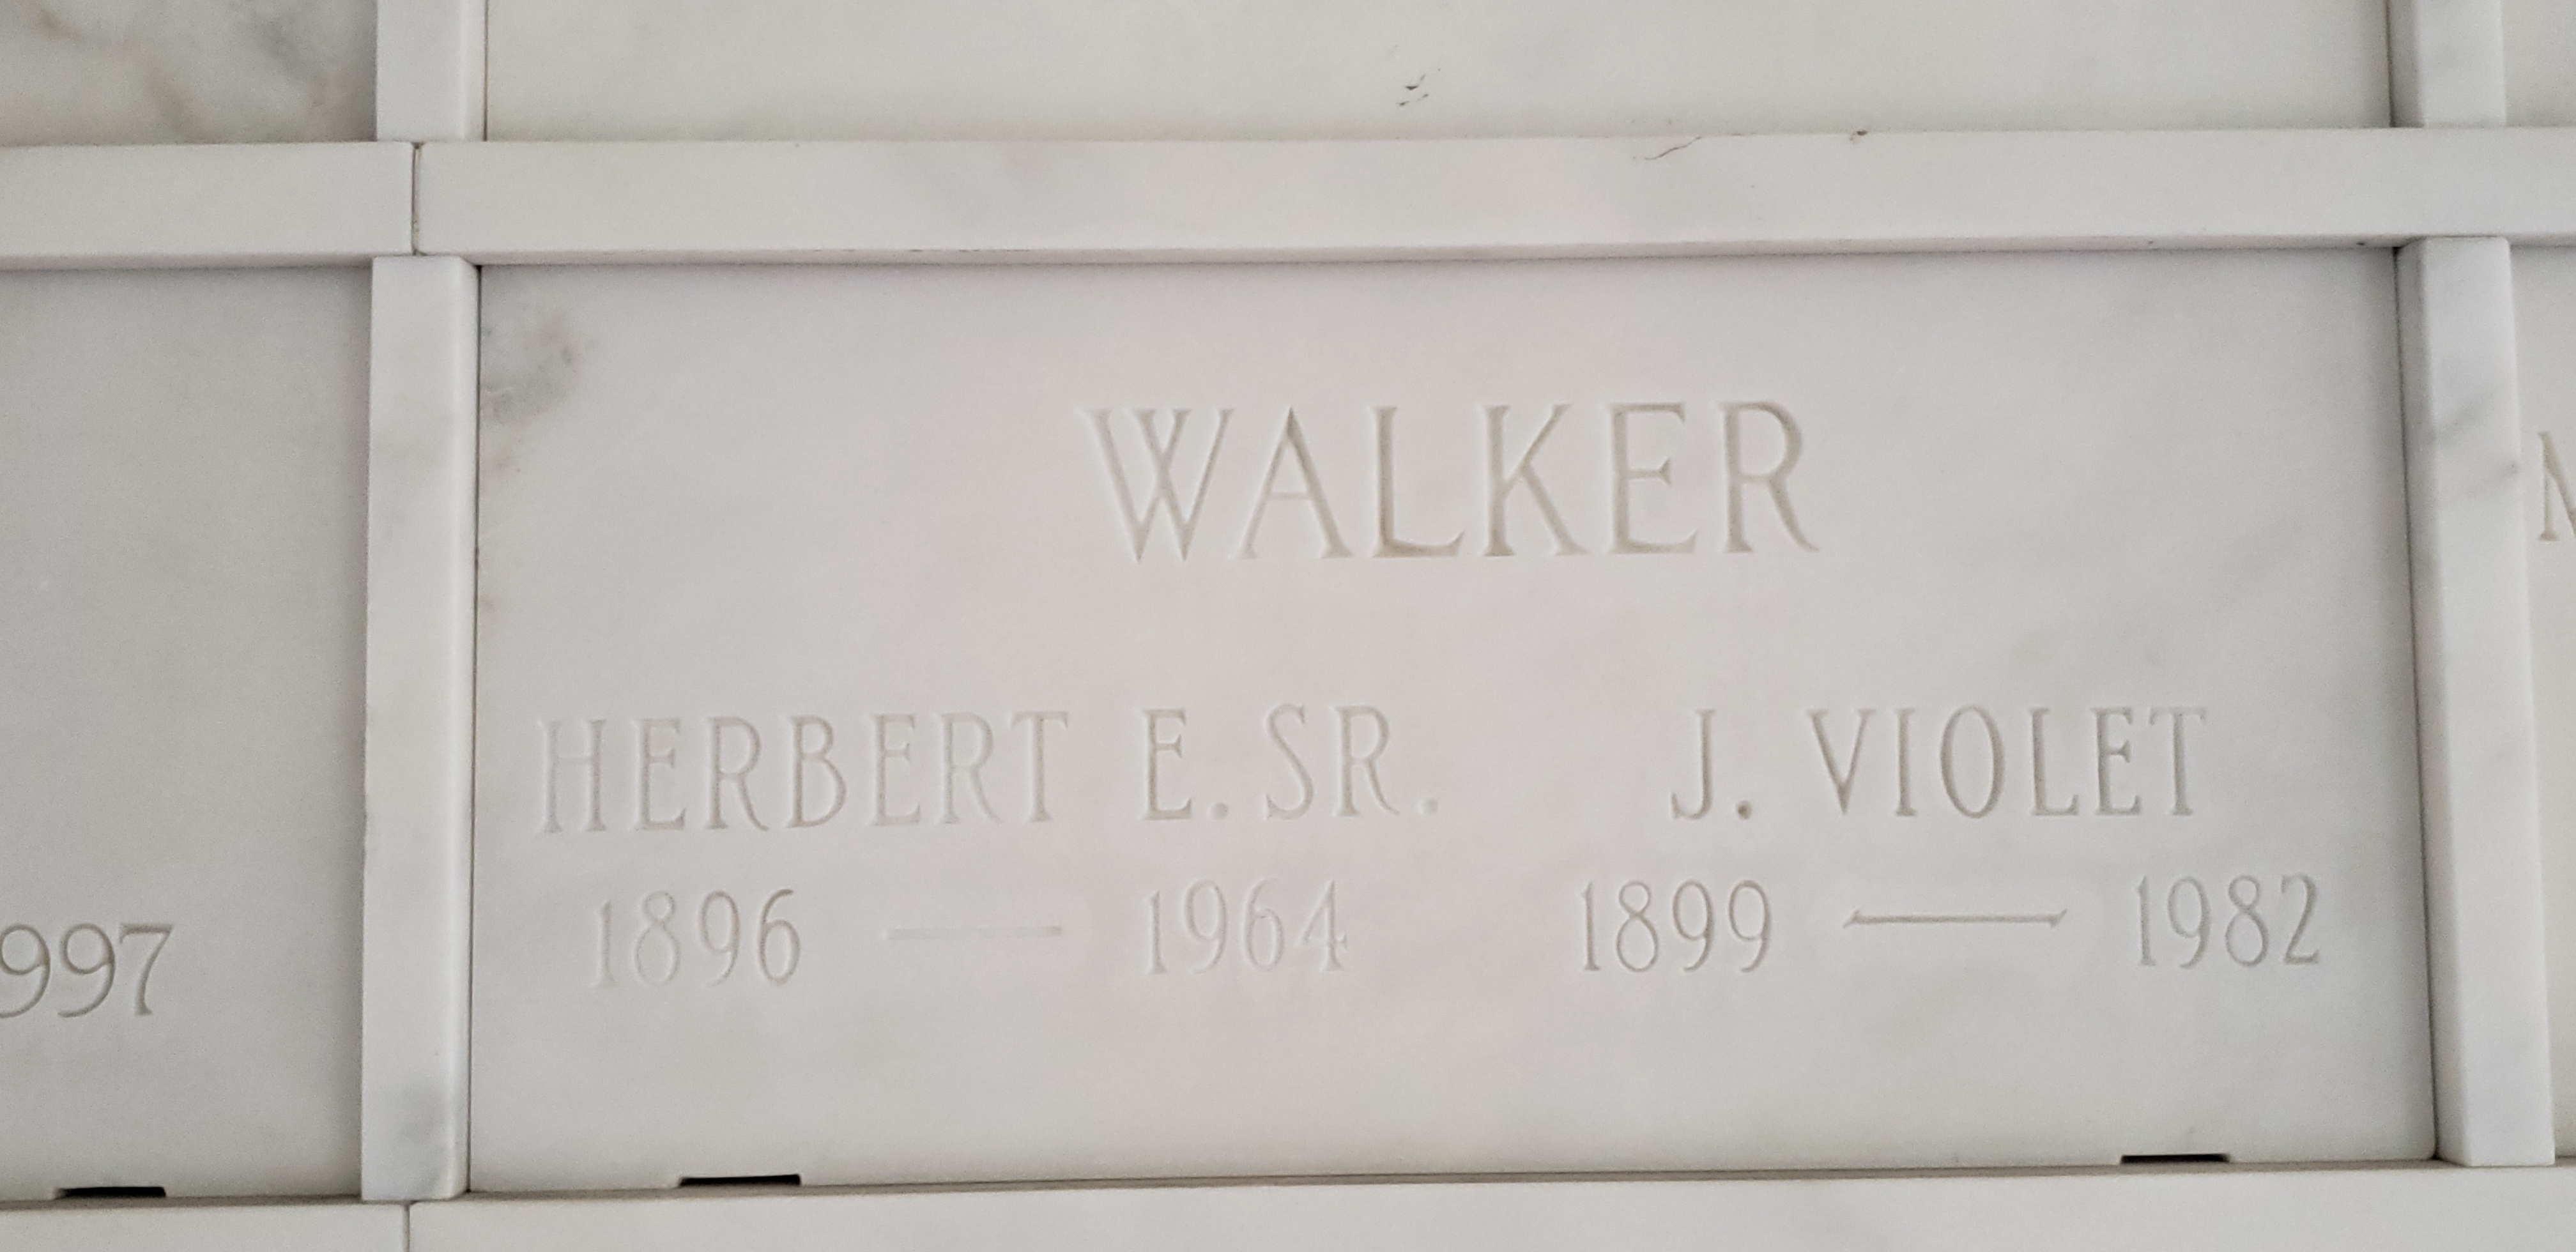 WALKER
HERBERT E. SR. J. VIOLET
1896 — 1964 1899 — 1982
997